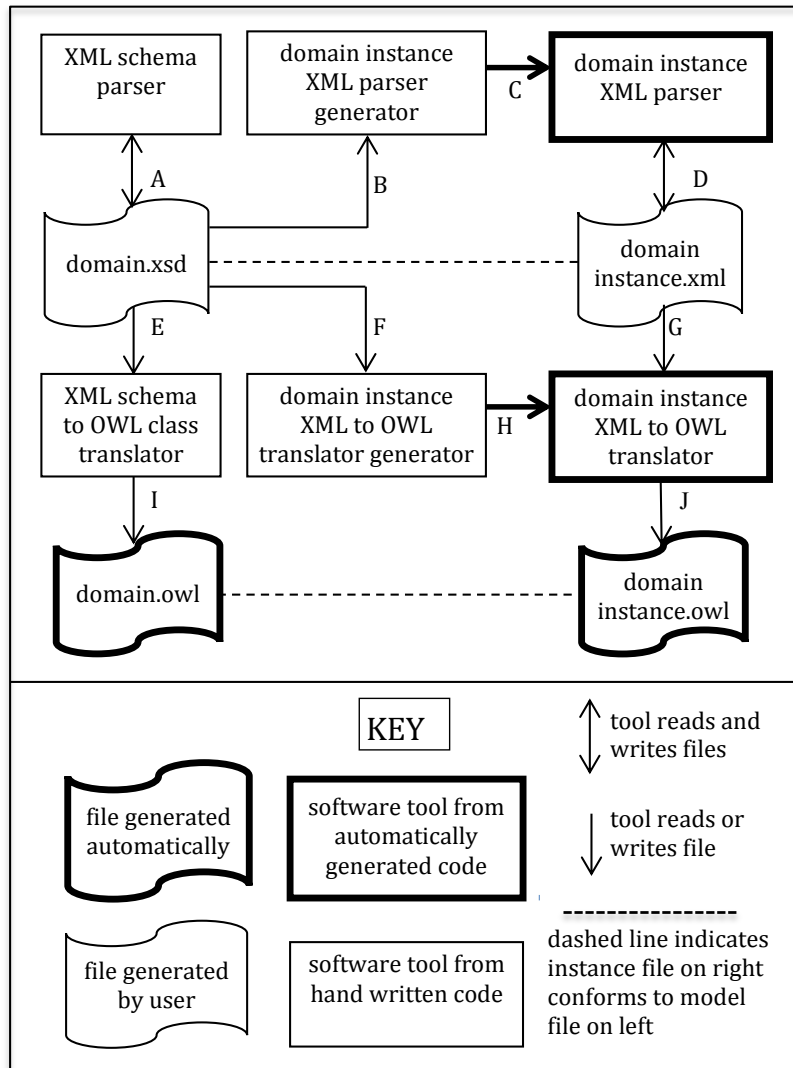 XML schema
parser
domain instance
XML parser
generator
C
domain instance
XML parser
A
B
D
domain.xsd
domain
instance.xml
E
F
G
XML schema
to OWL class
translator
domain instance
XML to OWL
translator generator
H
domain instance
XML to OWL
translator
I
J
domain.owl
domain
instance.owl
KEY
tool reads and
writes files
file generated
automatically
software tool from
automatically
generated code
tool reads or
writes file
file generated
by user
software tool from
hand written code
dashed line indicates
instance file on right
conforms to model
file on left